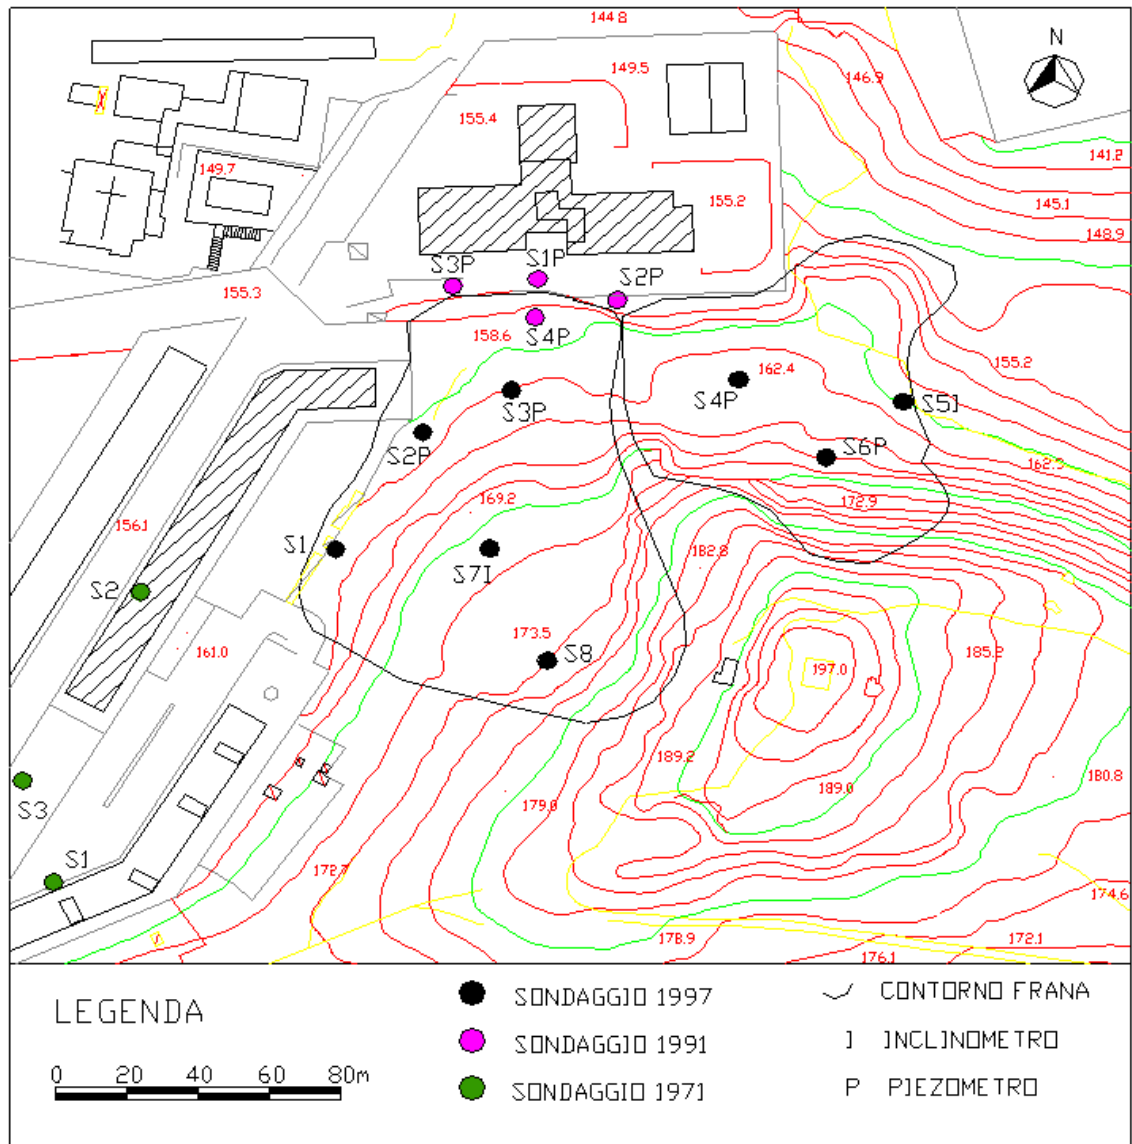 144.8
N
149.5
146.9
155.4
141.2
149.7
155.2
145.1
148.9
S3P
S1P
S2P
155.3
158.6
S4P
155.2
162.4
S4P
S3P
S5I
S2P
S6P
162.3
169.2
172.9
156.1
S1
182.8
S7I
S2
173.5
S8
161.0
197.0
185.2
189.2
S3
179.0
189.0
180.8
S1
172.7
174.6
178.9
172.1
176.1
LEGENDA
0 20 40 60 80m
SONDAGGIO 1997
SONDAGGIO 1991
SONDAGGIO 1971
CONTORNO FRANA
I INCLINOMETRO
P PIEZOMETRO